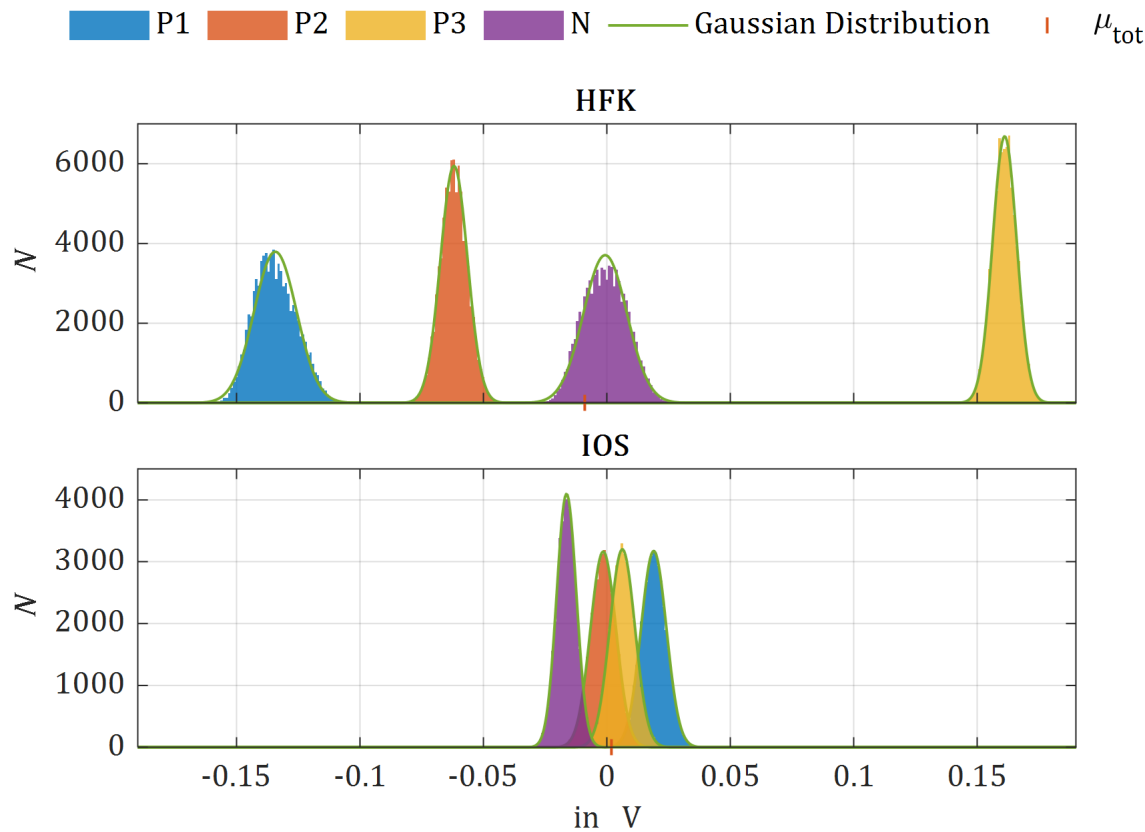 P1 P2 P3 N Gaussian Distribution μtot
HFK
6000
4000
2000
0
N
IOS
4000
3000
2000
1000
0
N
-0.15 -0.1 -0.05 0 0.05 0.1 0.15
in V